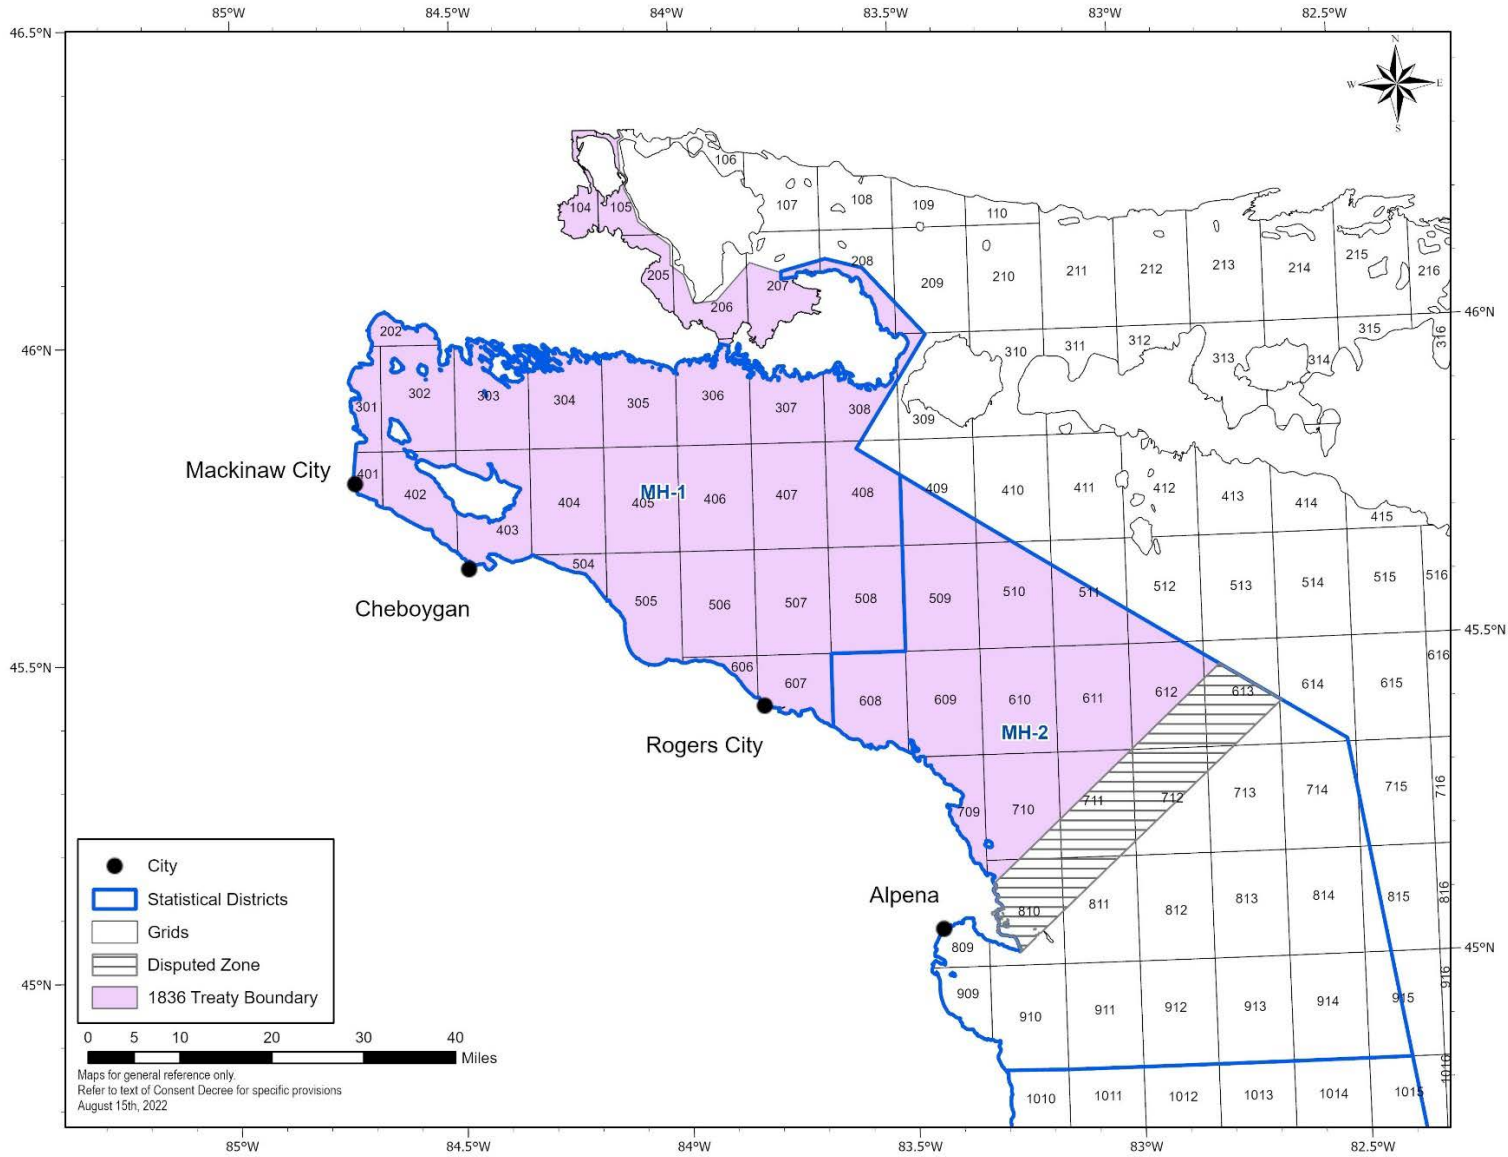 85°W 84.5°W 84°W 83.5°W 83°W 82.5°W
46.5°N
N
W E
S
106
107 108 109 110
104 105
205 206 207 208 209 210 211 212 213 214 215 216
46°N
46°N
202
301 302 303 304 305 306 307 308 309 310 311 312 313 314 315 316
Mackinaw City
401 402 403 404 405 406 407 408 409 410 411 412 413 414 415
MH-1
Cheboygan
504 505 506 507 508 509 510 511 512 513 514 515 516
45.5°N
45.5°N
606 607 608 609 610 611 612 613 614 615 616
Rogers City
MH-2
709 710 711 712 713 714 715 716
Alpena
809 810 811 812 813 814 815 816
45°N
45°N
909 910 911 912 913 914 915 916
1010 1011 1012 1013 1014 1015 1016
City
Statistical Districts
Grids
Disputed Zone
1836 Treaty Boundary
0 5 10 20 30 40
Miles
Maps for general reference only.
Refer to text of Consent Decree for specific provisions
August 15th, 2022
85°W 84.5°W 84°W 83.5°W 83°W 82.5°W